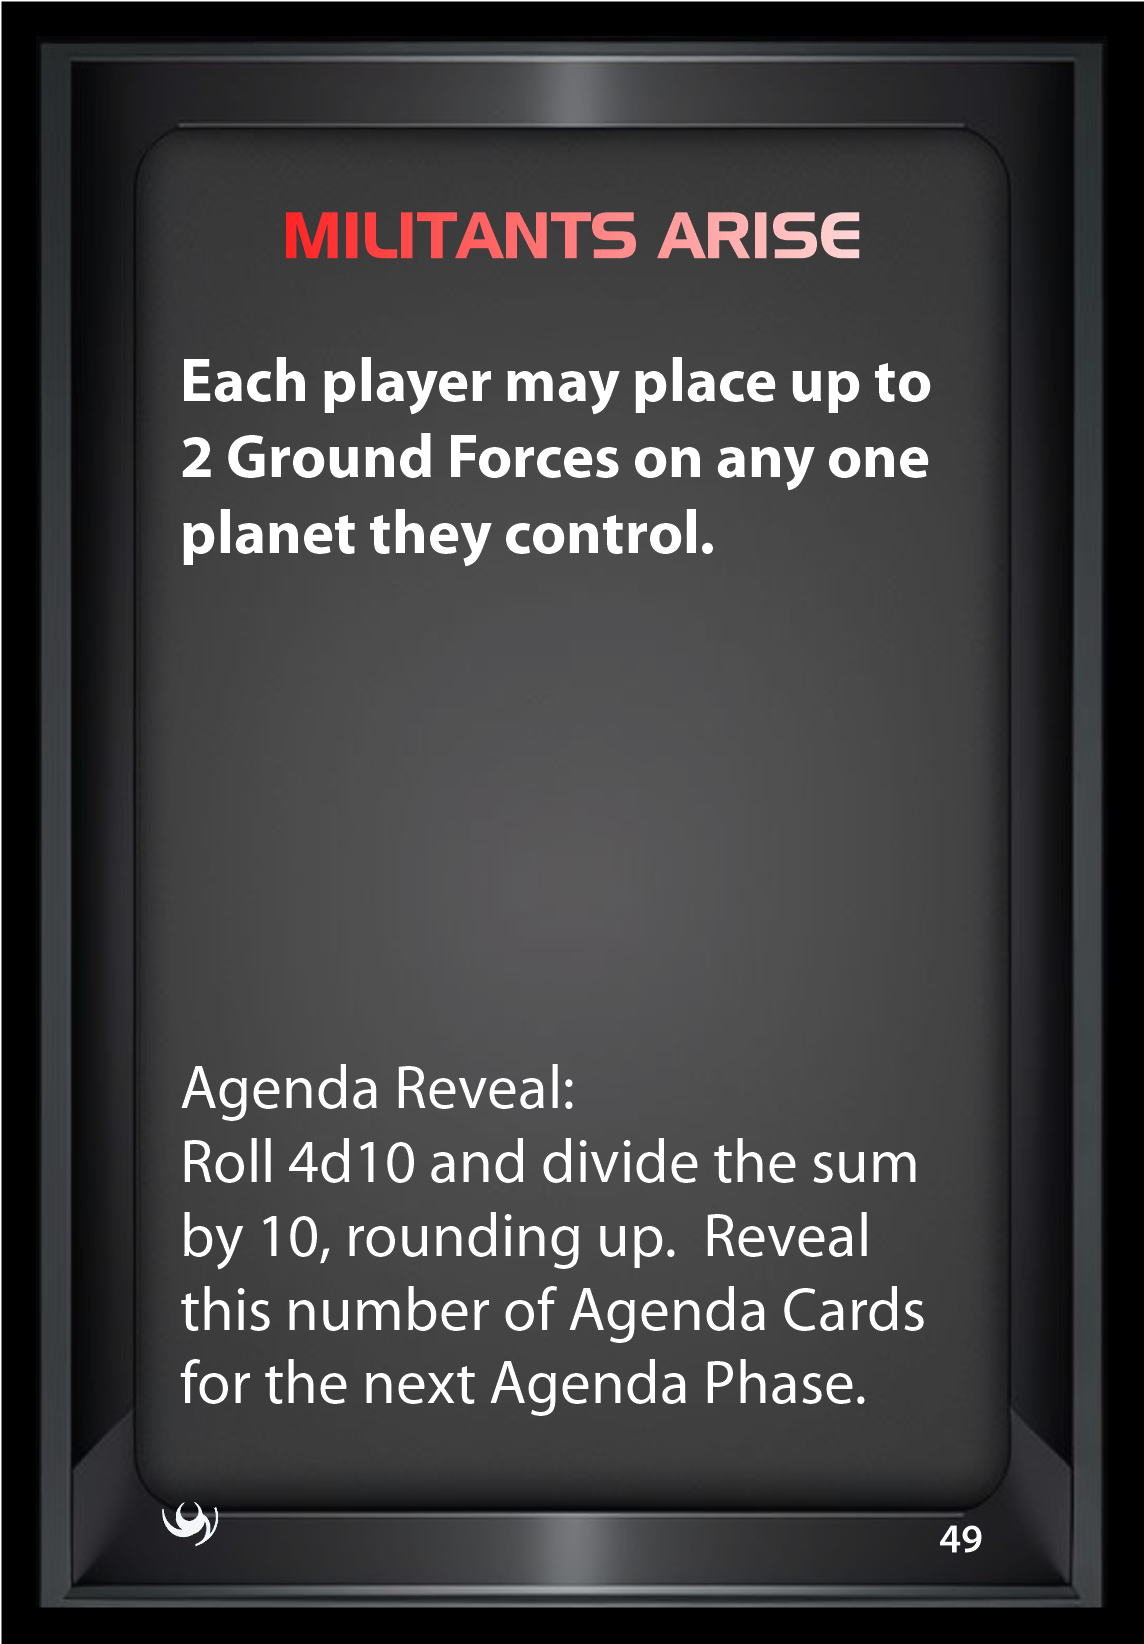 MILITANTS ARISE
Each player may place up to
2 Ground Forces on any one
planet they control.
Agenda Reveal:
Roll 4d10 and divide the sum
by 10, rounding up.  Reveal
this number of Agenda Cards
for the next Agenda Phase.
49